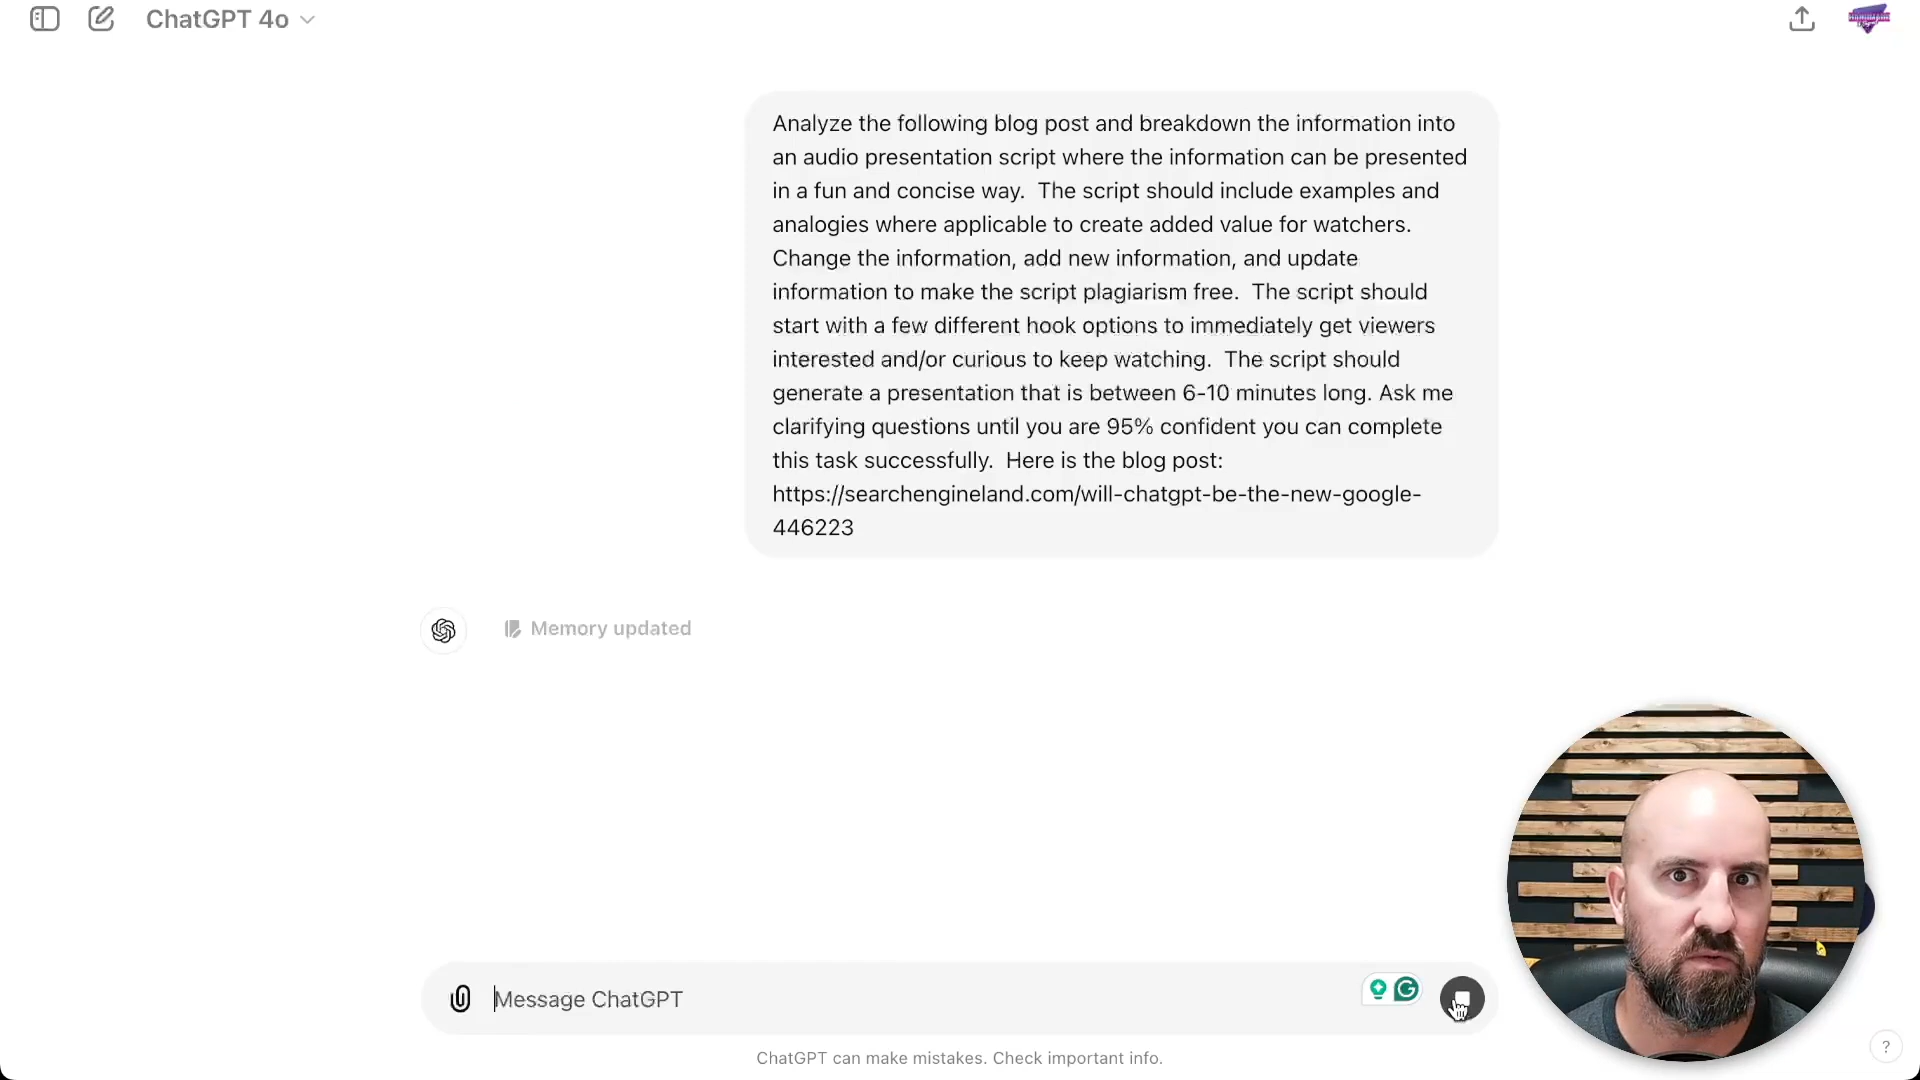 ChatGPT 4o
Analyze the following blog post and breakdown the information into
an audio presentation script where the information can be presented
in a fun and concise way.  The script should include examples and
analogies where applicable to create added value for watchers.
Change the information, add new information, and update
information to make the script plagiarism free.  The script should
start with a few different hook options to immediately get viewers
interested and/or curious to keep watching.  The script should
generate a presentation that is between 6-10 minutes long. Ask me
clarifying questions until you are 95% confident you can complete
this task successfully.  Here is the blog post:
https://searchengineland.com/will-chatgpt-be-the-new-google-
446223
Memory updated
Message ChatGPT
ChatGPT can make mistakes. Check important info.
?